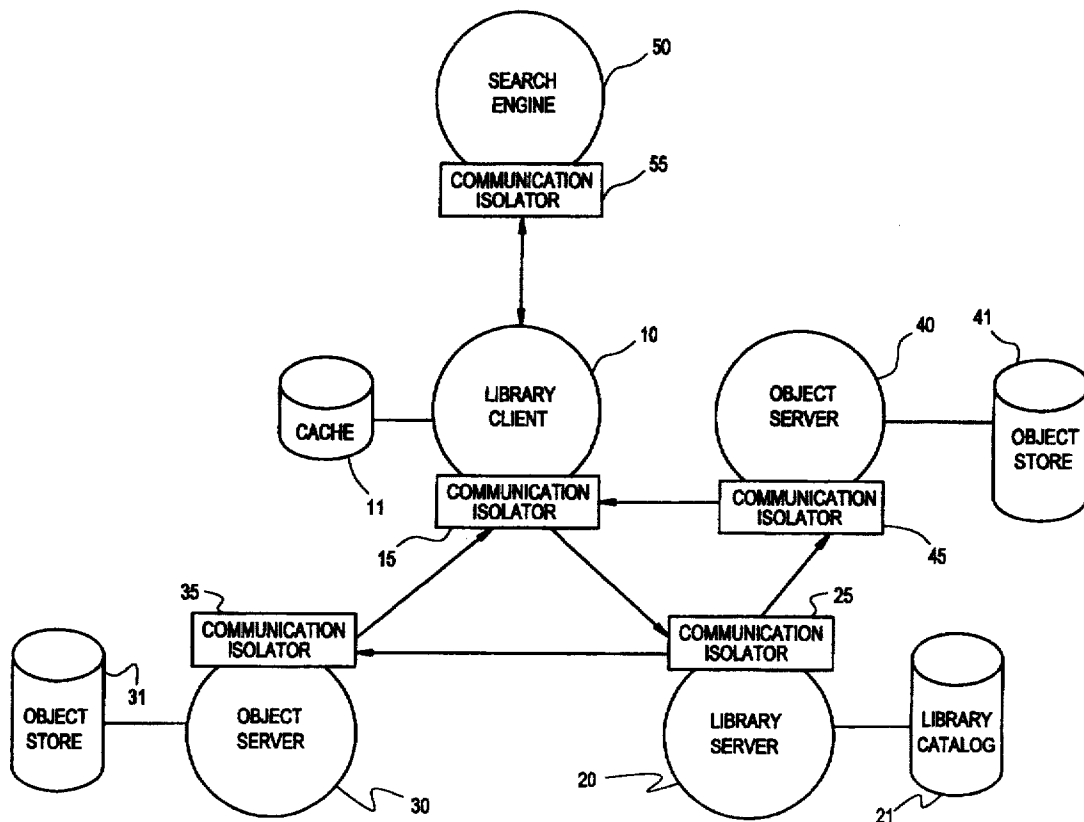 50
SEARCH
ENGINE
55
COMMUNICATION
ISOLATOR
10
40
41
LIBRARY
CLIENT
CACHE
11
OBJECT
SERVER
OBJECT
STORE
COMMUNICATION
ISOLATOR
15
COMMUNICATION
ISOLATOR
45
35
COMMUNICATION
ISOLATOR
25
COMMUNICATION
ISOLATOR
31
OBJECT
STORE
OBJECT
SERVER
30
LIBRARY
SERVER
20
LIBRARY
CATALOG
21